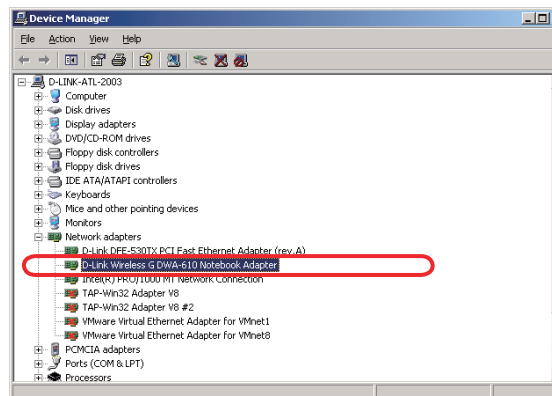 Device Manager
File Action View Help
D-LINK-ATL-2003
Computer
Disk drives
Display adapters
DVD/CD-ROM drives
Floppy disk controllers
Floppy disk drives
IDE ATA/ATAPI controllers
Keyboards
Mice and other pointing devices
Monitors
Network adapters
D-Link DFE-530TX PCI Fast Ethernet Adapter (rev.A)
D-Link Wireless G DWA-610 Notebook Adapter
Intel(R) PRO/1000 MT Network Connection
TAP-Win32 Adapter V8
TAP-Win32 Adapter V8 #2
VMware Virtual Ethernet Adapter for VMnet1
VMware Virtual Ethernet Adapter for VMnet8
PCMCIA adapters
Ports (COM & LPT)
Processors